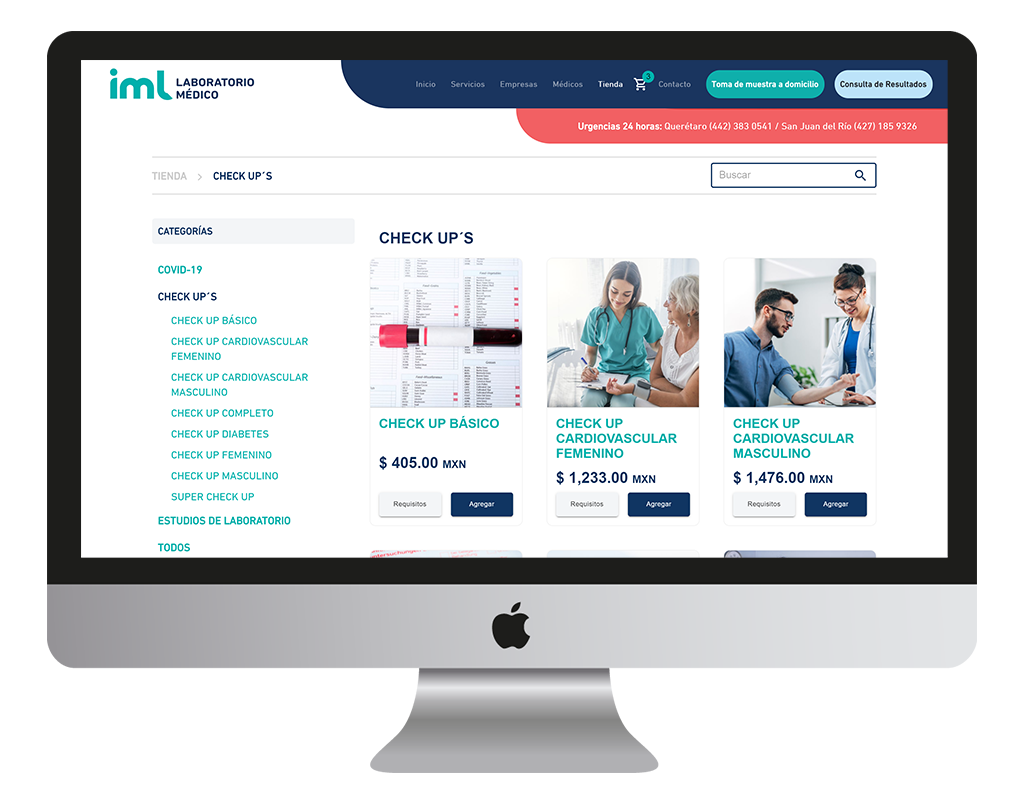 iml LABORATORIO
MÉDICO
Inicio Servicios Empresas Médicos Tienda 3 Contacto Toma de muestra a domicilio Consulta de Resultados
Urgencias 24 horas: Querétaro (442) 383 0541 / San Juan del Río (427) 185 9326
TIENDA > CHECK UP´S
Buscar
CATEGORÍAS
COVID-19
CHECK UP´S
CHECK UP BÁSICO
CHECK UP CARDIOVASCULAR
FEMENINO
CHECK UP CARDIOVASCULAR
MASCULINO
CHECK UP COMPLETO
CHECK UP DIABETES
CHECK UP FEMENINO
CHECK UP MASCULINO
SUPER CHECK UP
ESTUDIOS DE LABORATORIO
TODOS
CHECK UP´S
CHECK UP BÁSICO
$ 405.00 MXN
Requisitos Agregar
CHECK UP
CARDIOVASCULAR
FEMENINO
$ 1,233.00 MXN
Requisitos Agregar
CHECK UP
CARDIOVASCULAR
MASCULINO
$ 1,476.00 MXN
Requisitos Agregar